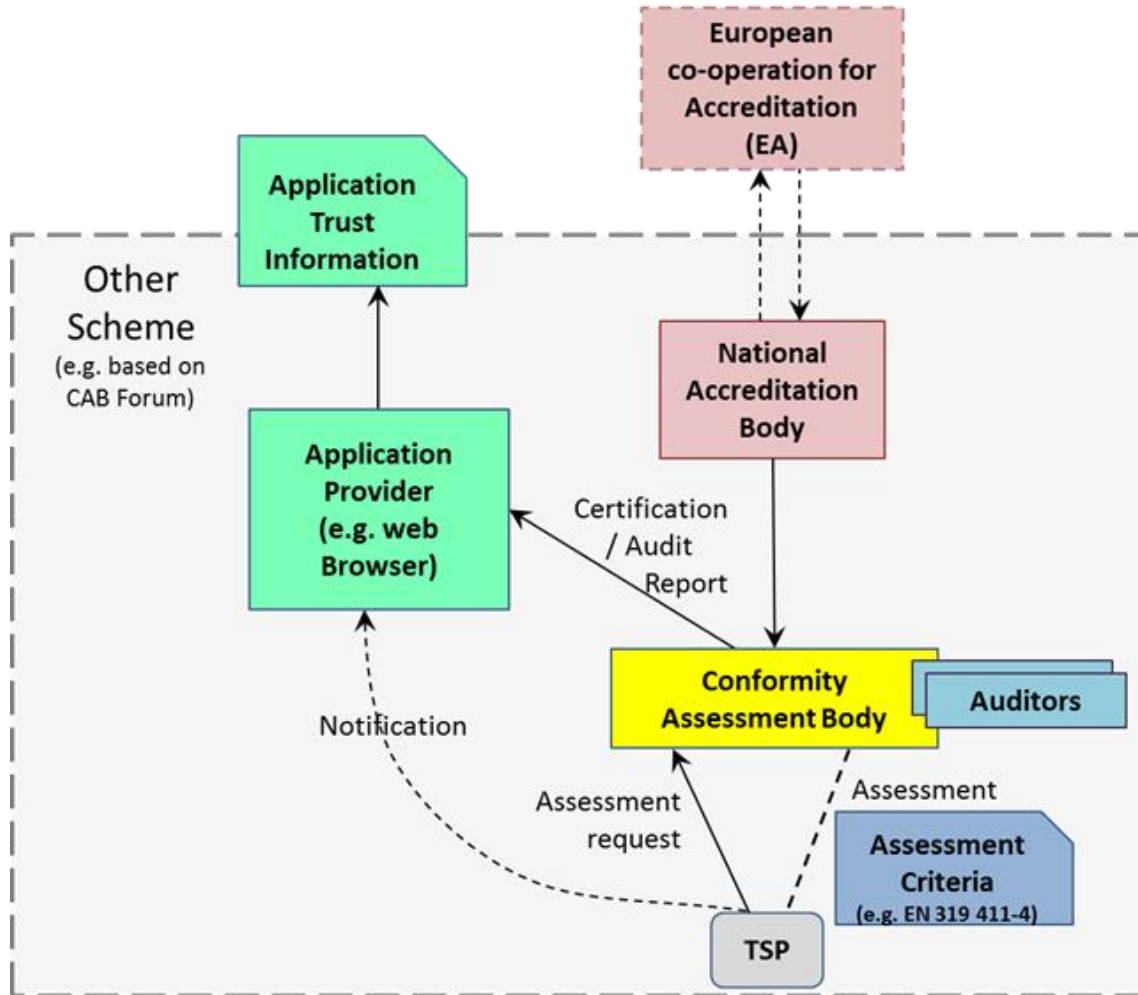 European
co-operation for
Accreditation
(EA)
Application
Trust
Information
Other
Scheme
(e.g. based on
CAB Forum)
National
Accreditation
Body
Application
Provider
(e.g. web
Browser)
Certification
/ Audit
Report
Conformity
Assessment Body
Auditors
Notification
Assessment
request
Assessment
Assessment
Criteria
(e.g. EN 319 411-4)
TSP